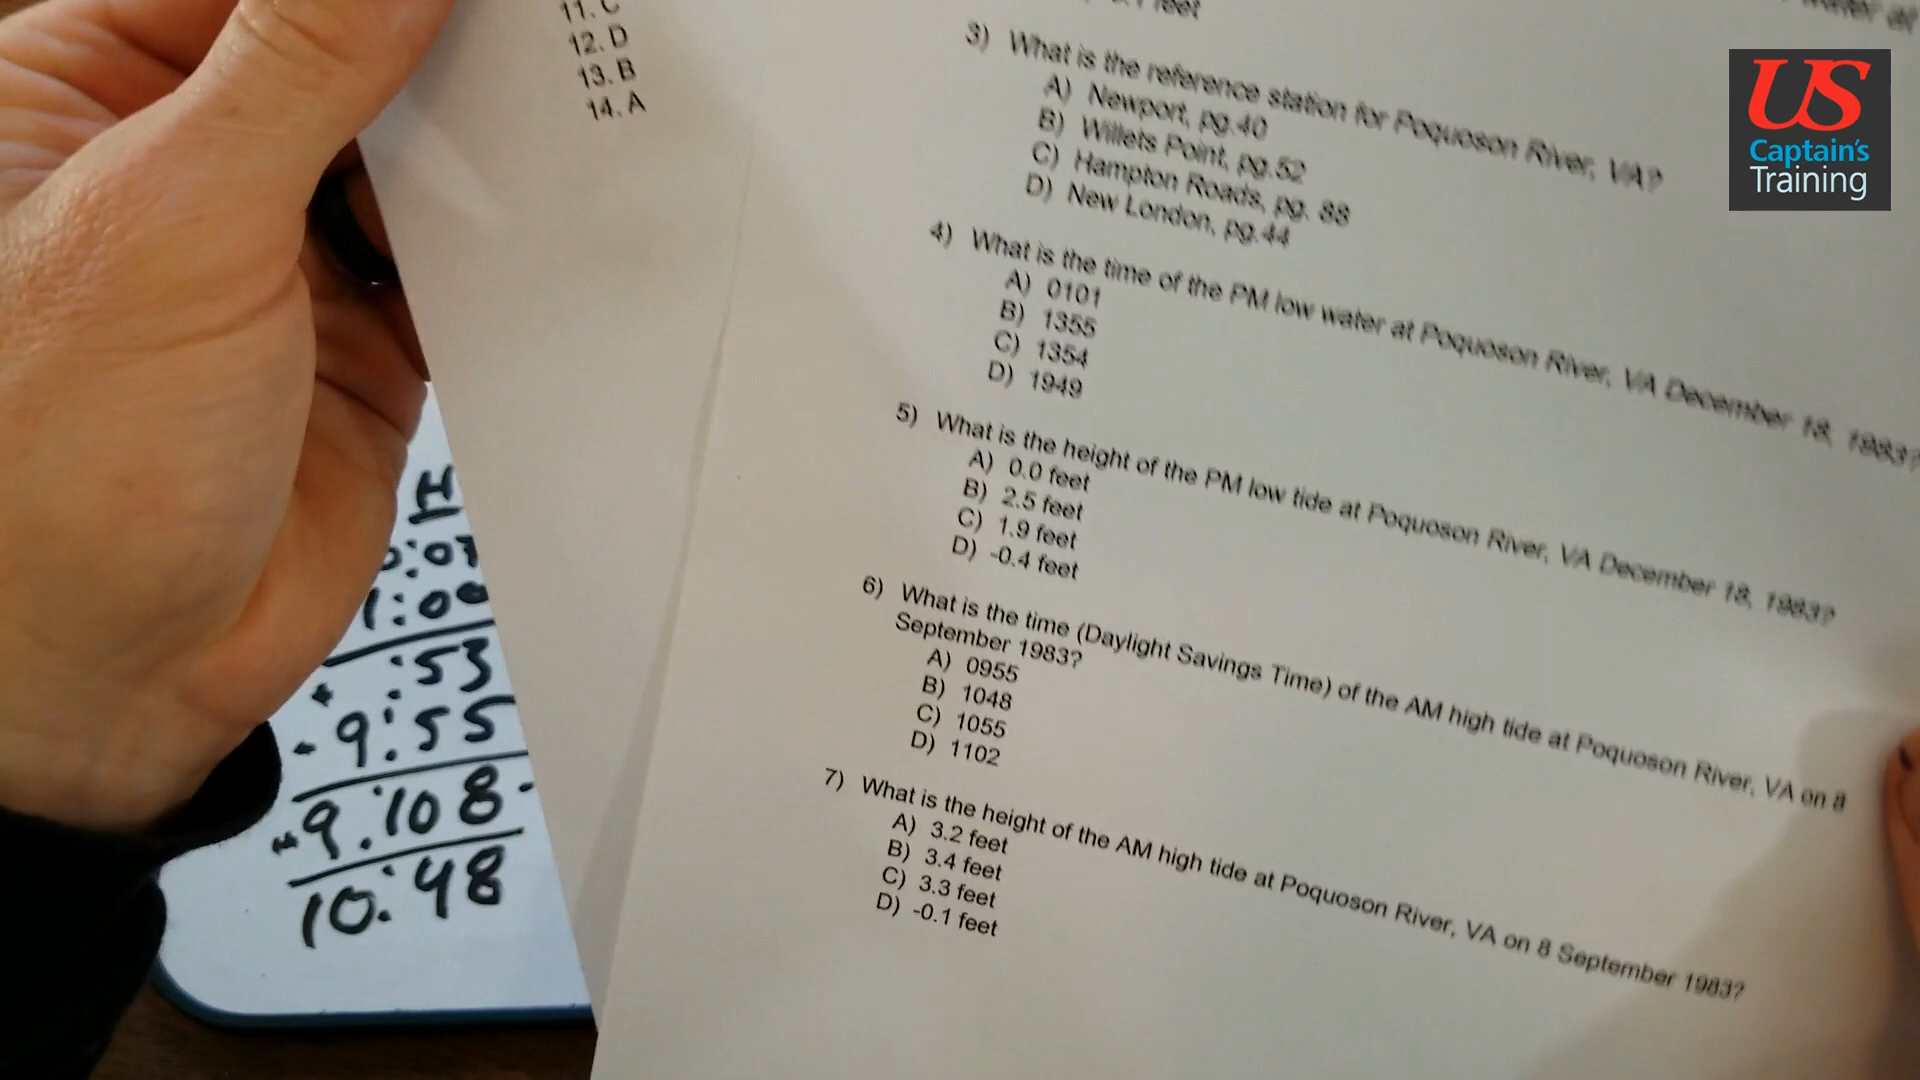 11. C
12. D
13. B
14. A
feet
water at
3) What is the reference station for Poquoson River, VA?
A) Newport, pg.40
B) Willets Point, pg.52
C) Hampton Roads, pg. 88
D) New London, pg.44
4) What is the time of the PM low water at Poquoson River, VA December 18, 1983?
A) 0101
B) 1355
C) 1354
D) 1949
5) What is the height of the PM low tide at Poquoson River, VA December 18, 1983?
A) 0.0 feet
B) 2.5 feet
C) 1.9 feet
D) -0.4 feet
6) What is the time (Daylight Savings Time) of the AM high tide at Poquoson River, VA on 8
September 1983?
A) 0955
B) 1048
C) 1055
D) 1102
7) What is the height of the AM high tide at Poquoson River, VA on 8 September 1983?
A) 3.2 feet
B) 3.4 feet
C) 3.3 feet
D) -0.1 feet
H
:07
1:00
+ :53
- 9:55
9:108
10:48
US
Captain's
Training